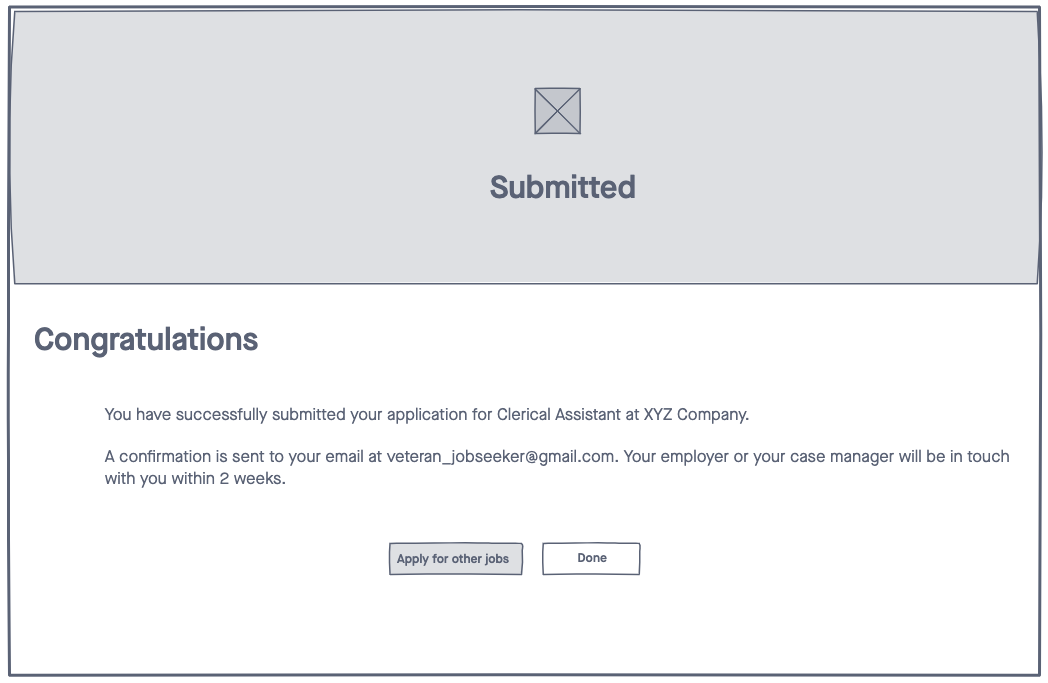 Submitted
Congratulations
You have successfully submitted your application for Clerical Assistant at XYZ Company.
A confirmation is sent to your email at veteran_jobseeker@gmail.com. Your employer or your case manager will be in touch
with you within 2 weeks.
Apply for other jobs
Done